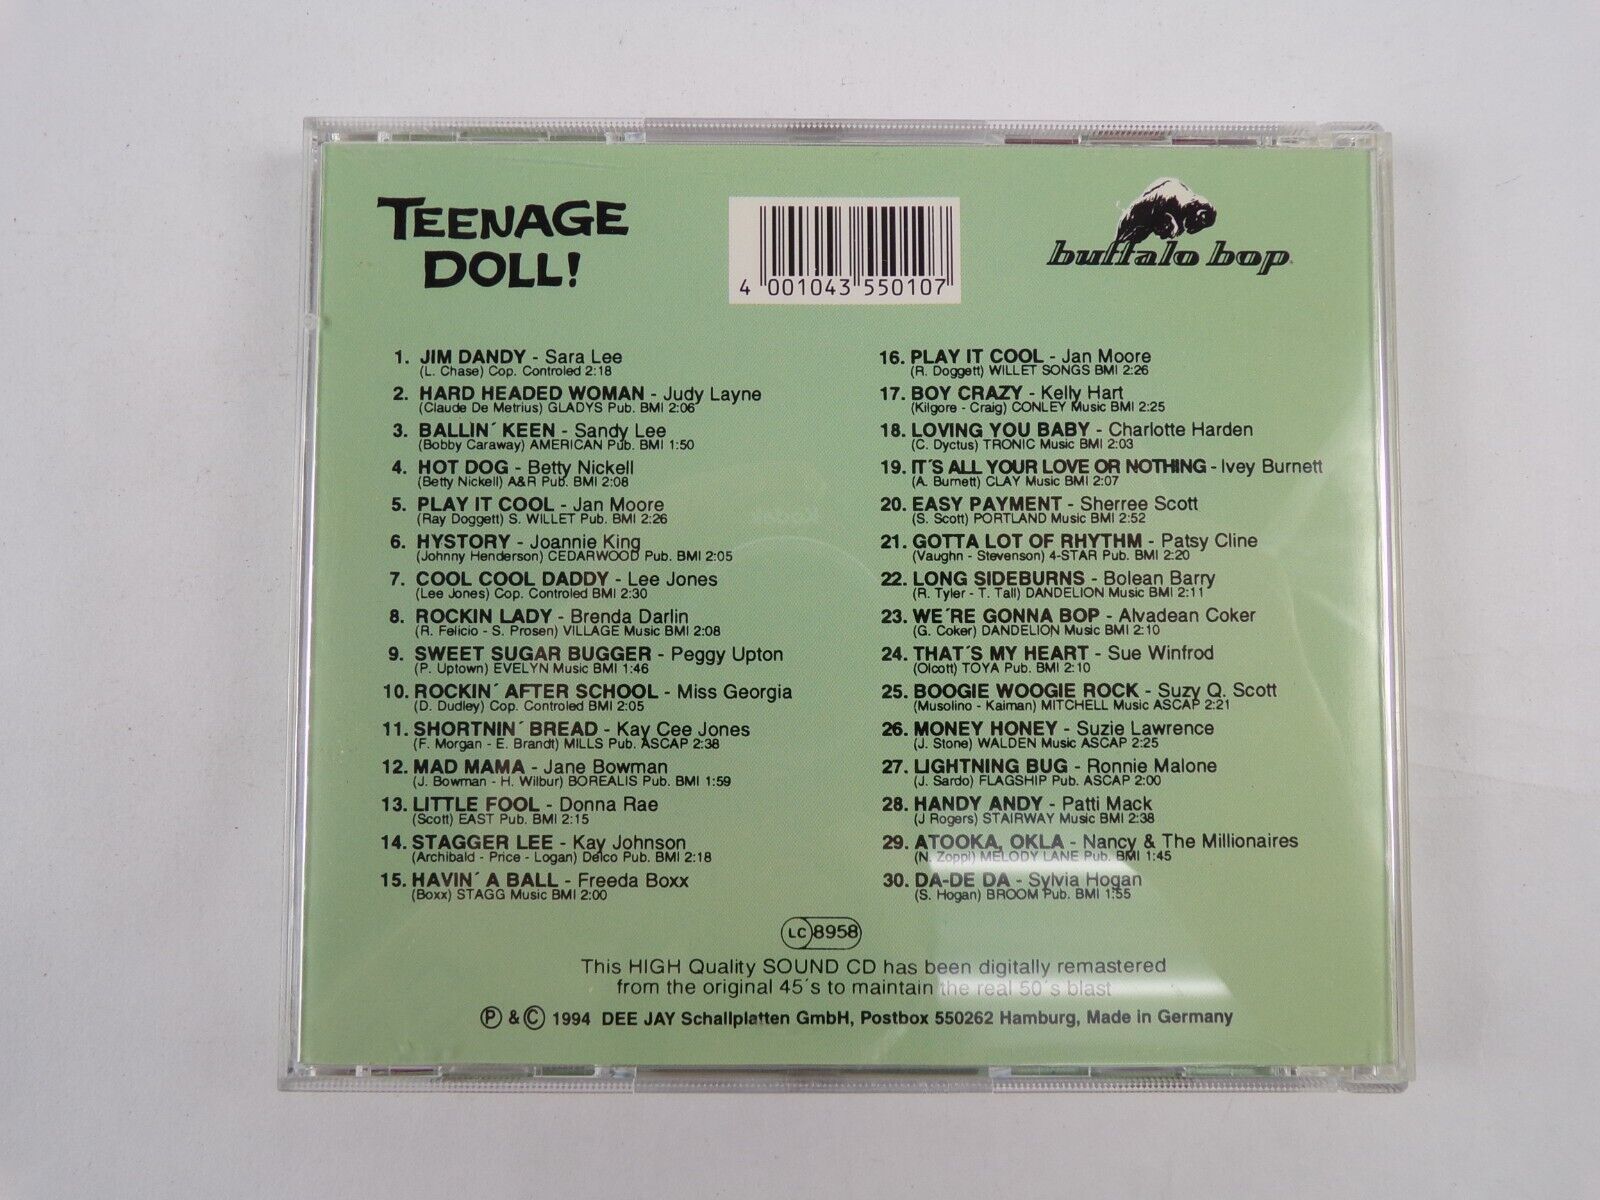 TEENAGE
DOLL!
4 001043 550107
buffalo bop
1. JIM DANDY - Sara Lee
(L. Chase) Cop. Controled 2:18
2. HARD HEADED WOMAN - Judy Layne
(Claude De Metrius) GLADYS Pub. BMI 2:06
3. BALLIN´ KEEN - Sandy Lee
(Bobby Caraway) AMERICAN Pub. BMI 1:50
4. HOT DOG - Betty Nickell
(Betty Nickell) A&R Pub. BMI 2:08
5. PLAY IT COOL - Jan Moore
(Ray Doggett) S. WILLET Pub. BMI 2:26
6. HYSTORY - Joannie King
(Johnny Henderson) CEDARWOOD Pub. BMI 2:05
7. COOL COOL DADDY - Lee Jones
(Lee Jones) Cop. Controled BMI 2:30
8. ROCKIN LADY - Brenda Darlin
(R. Felicio - S. Prosen) VILLAGE Music BMI 2:08
9. SWEET SUGAR BUGGER - Peggy Upton
(P. Uptown) EVELYN Music BMI 1:46
10. ROCKIN´ AFTER SCHOOL - Miss Georgia
(D. Dudley) Cop. Controled BMI 2:05
11. SHORTNIN´ BREAD - Kay Cee Jones
(F. Morgan - E. Brandt) MILLS Pub. ASCAP 2:38
12. MAD MAMA - Jane Bowman
(J. Bowman - H. Wilbur) BOREALIS Pub. BMI 1:59
13. LITTLE FOOL - Donna Rae
(Scott) EAST Pub. BMI 2:15
14. STAGGER LEE - Kay Johnson
(Archibald - Price - Logan) Delco Pub. BMI 2:18
15. HAVIN´ A BALL - Freeda Boxx
(Boxx) STAGG Music BMI 2:00
16. PLAY IT COOL - Jan Moore
(R. Doggett) WILLET SONGS BMI 2:26
17. BOY CRAZY - Kelly Hart
(Kilgore - Craig) CONLEY Music BMI 2:25
18. LOVING YOU BABY - Charlotte Harden
(C. Dyctus) TRONIC Music BMI 2:03
19. IT´S ALL YOUR LOVE OR NOTHING - Ivey Burnett
(A. Burnett) CLAY Music BMI 2:07
20. EASY PAYMENT - Sherree Scott
(S. Scott) PORTLAND Music BMI 2:52
21. GOTTA LOT OF RHYTHM - Patsy Cline
(Vaughn - Stevenson) 4-STAR Pub. BMI 2:20
22. LONG SIDEBURNS - Bolean Barry
(R. Tyler - T. Tall) DANDELION Music BMI 2:11
23. WE´RE GONNA BOP - Alvadean Coker
(G. Coker) DANDELION Music BMI 2:10
24. THAT´S MY HEART - Sue Winfrod
(Olcott) TOYA Pub. BMI 2:10
25. BOOGIE WOOGIE ROCK - Suzy Q. Scott
(Musolino - Kaiman) MITCHELL Music ASCAP 2:21
26. MONEY HONEY - Suzie Lawrence
(J. Stone) WALDEN Music ASCAP 2:25
27. LIGHTNING BUG - Ronnie Malone
(J. Sardo) FLAGSHIP Pub. ASCAP 2:00
28. HANDY ANDY - Patti Mack
(J Rogers) STAIRWAY Music BMI 2:38
29. ATOOKA, OKLA - Nancy & The Millionaires
(N. Zoppi) MELODY LANE Pub. BMI 1:45
30. DA-DE DA - Sylvia Hogan
(S. Hogan) BROOM Pub. BMI 1:55
LC 8958
This HIGH Quality SOUND CD has been digitally remastered
from the original 45´s to maintain the real 50´s blast
Ⓟ & © 1994 DEE JAY Schallplatten GmbH, Postbox 550262 Hamburg, Made in Germany